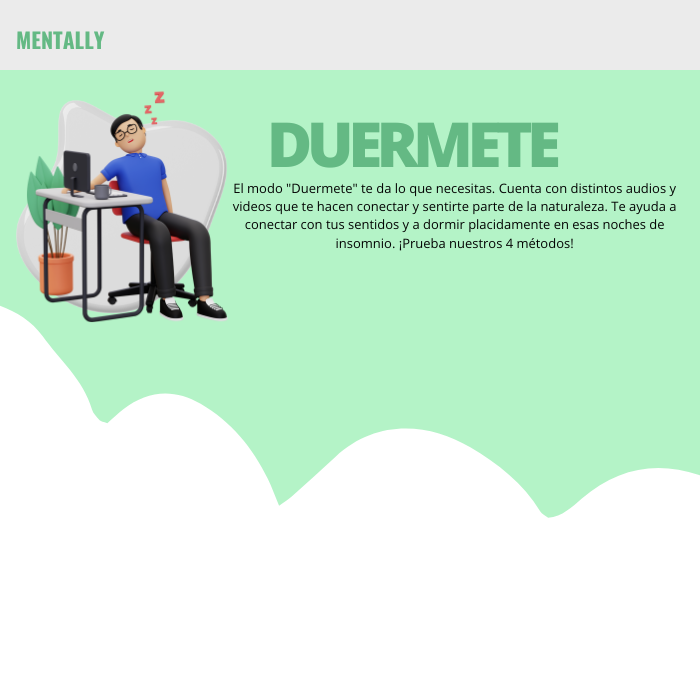 MENTALLY
z
z
z
DUERMETE
El modo "Duermete" te da lo que necesitas. Cuenta con distintos audios y
videos que te hacen conectar y sentirte parte de la naturaleza. Te ayuda a
conectar con tus sentidos y a dormir placidamente en esas noches de
insomnio. ¡Prueba nuestros 4 métodos!